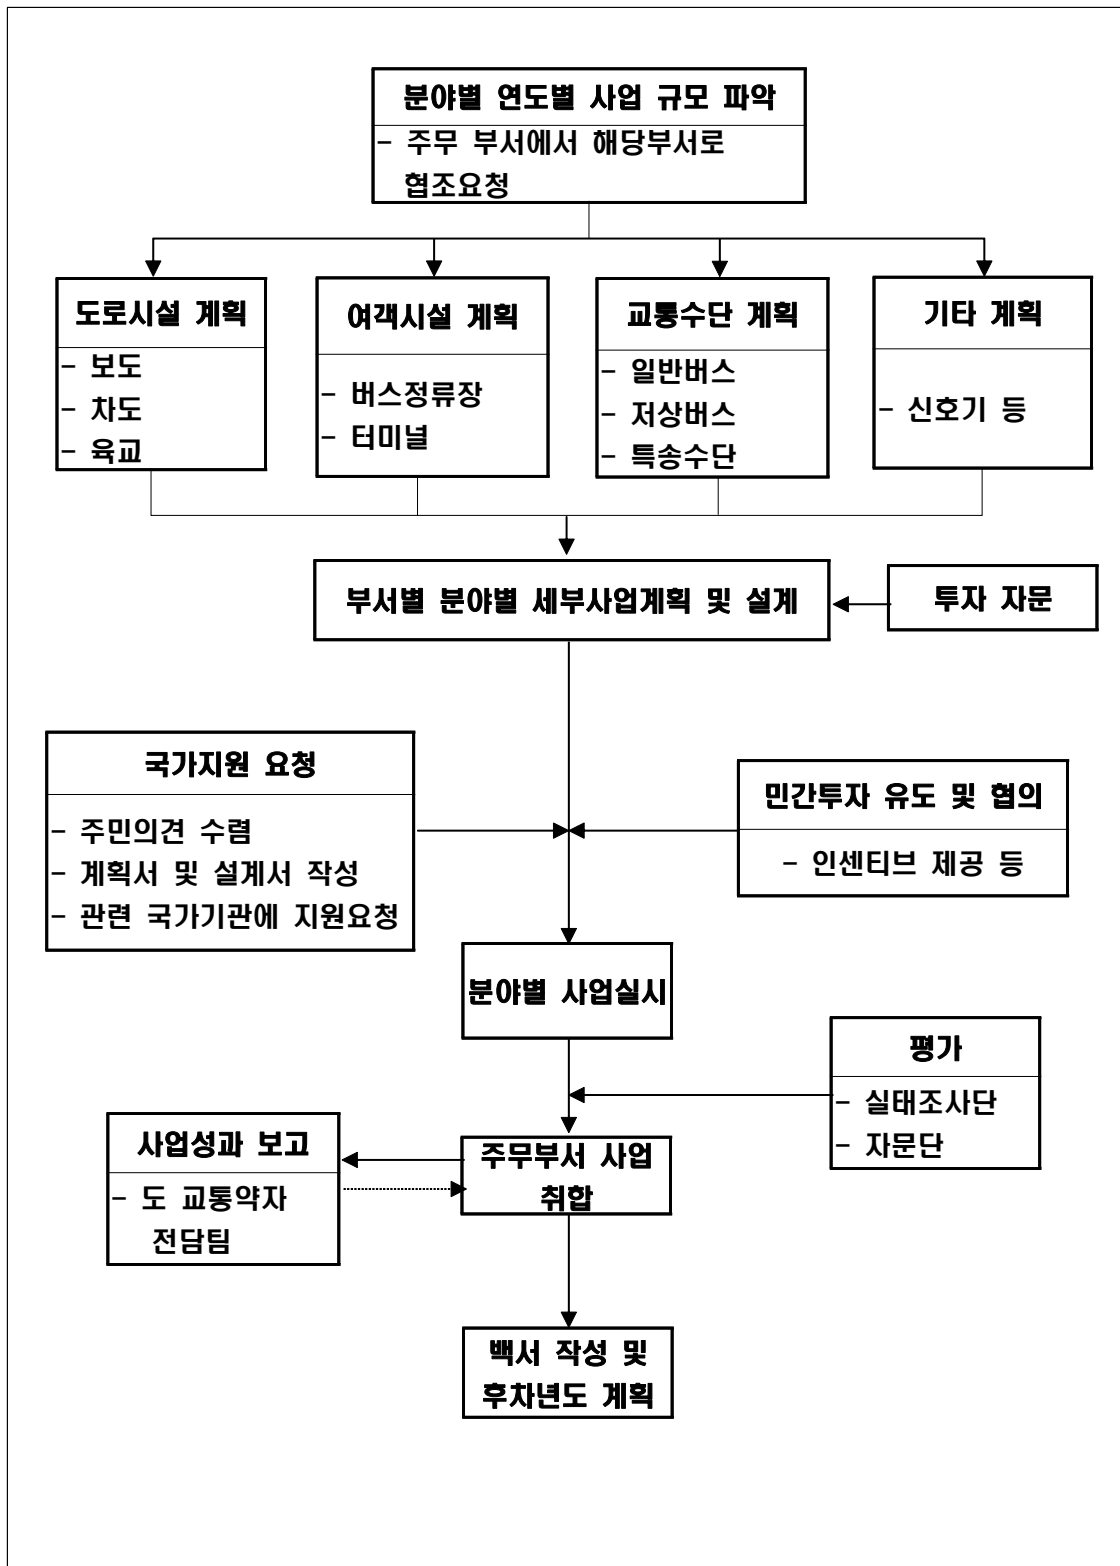 분야별 연도별 사업 규모 파악
- 주무 부서에서 해당부서로
협조요청
도로시설 계획
- 보도
- 차도
- 육교
여객시설 계획
- 버스정류장
- 터미널
교통수단 계획
- 일반버스
- 저상버스
- 특송수단
기타 계획
- 신호기 등
부서별 분야별 세부사업계획 및 설계
투자 자문
국가지원 요청
- 주민의견 수렴
- 계획서 및 설계서 작성
- 관련 국가기관에 지원요청
민간투자 유도 및 협의
- 인센티브 제공 등
분야별 사업실시
평가
- 실태조사단
- 자문단
사업성과 보고
- 도 교통약자
전담팀
주무부서 사업
취합
백서 작성 및
후차년도 계획